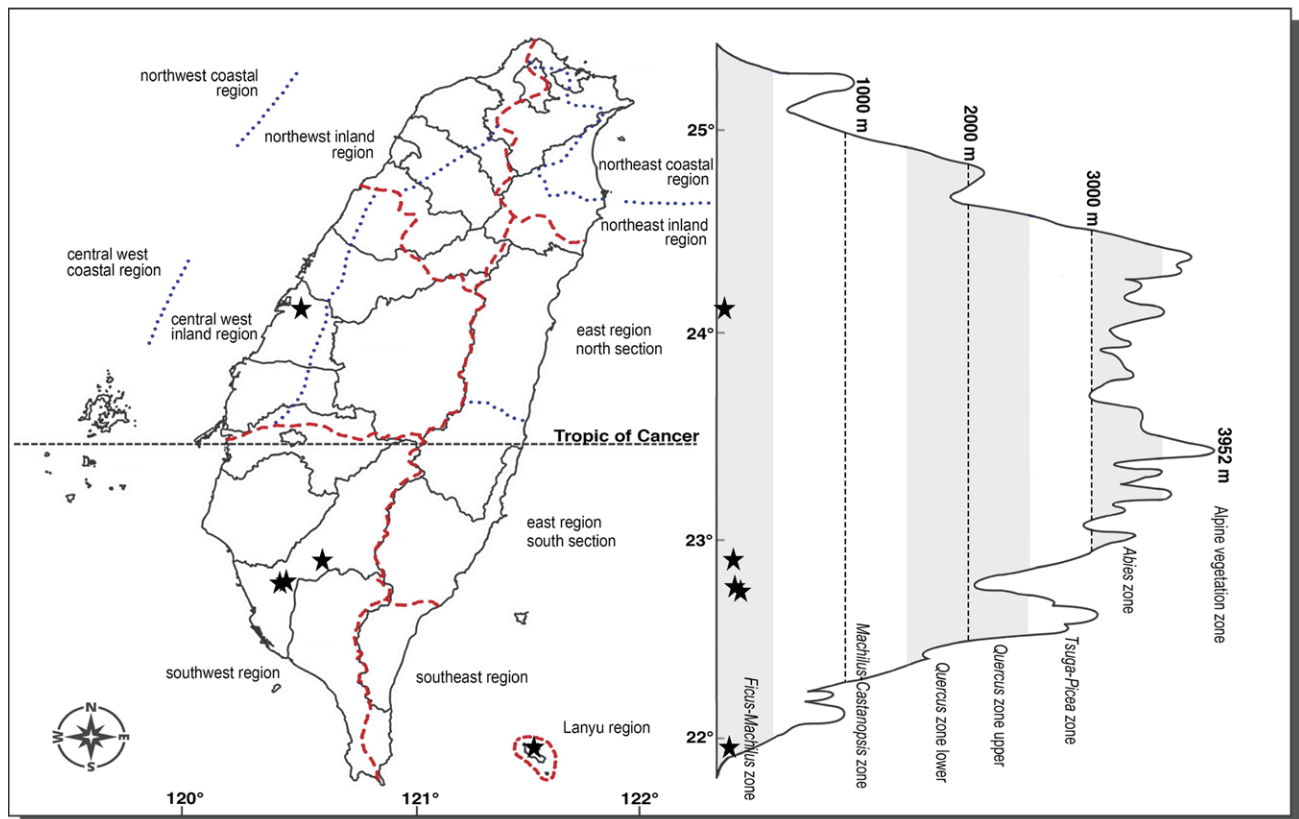 northwest coastal
region
northewst inland
region
northeast coastal
region
northeast inland
region
central west
coastal region
central west
inland region
east region
north section
Tropic of Cancer
east region
south section
southwest region
southeast region
Lanyu region
N
E
S
W
120°
121°
122°
25°
24°
23°
22°
1000 m
2000 m
3000 m
3952 m
Alpine vegetation zone
Abies zone
Tsuga-Picea zone
Quercus zone upper
Quercus zone lower
Machilus-Castanopsis zone
Ficus-Machilus zone